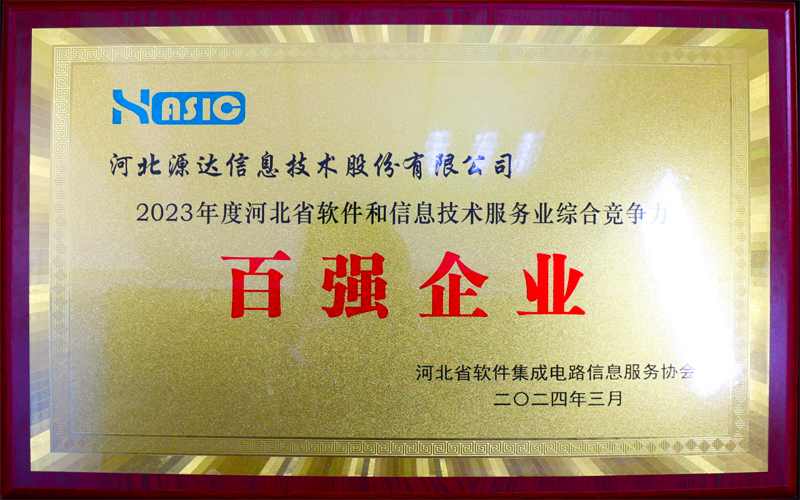 HASIC
河北源达信息技术股份有限公司
2023年度河北省软件和信息技术服务业综合竞争力
百强企业
河北省软件集成电路信息服务协会
二〇二四年三月